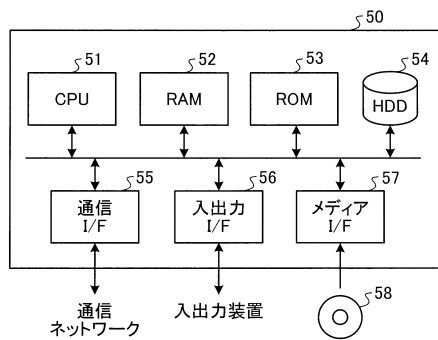 50
51
52
53
54
CPU
RAM
ROM
HDD
55
56
57
通信
I/F
入出力
I/F
メディア
I/F
通信
ネットワーク
入出力装置
58